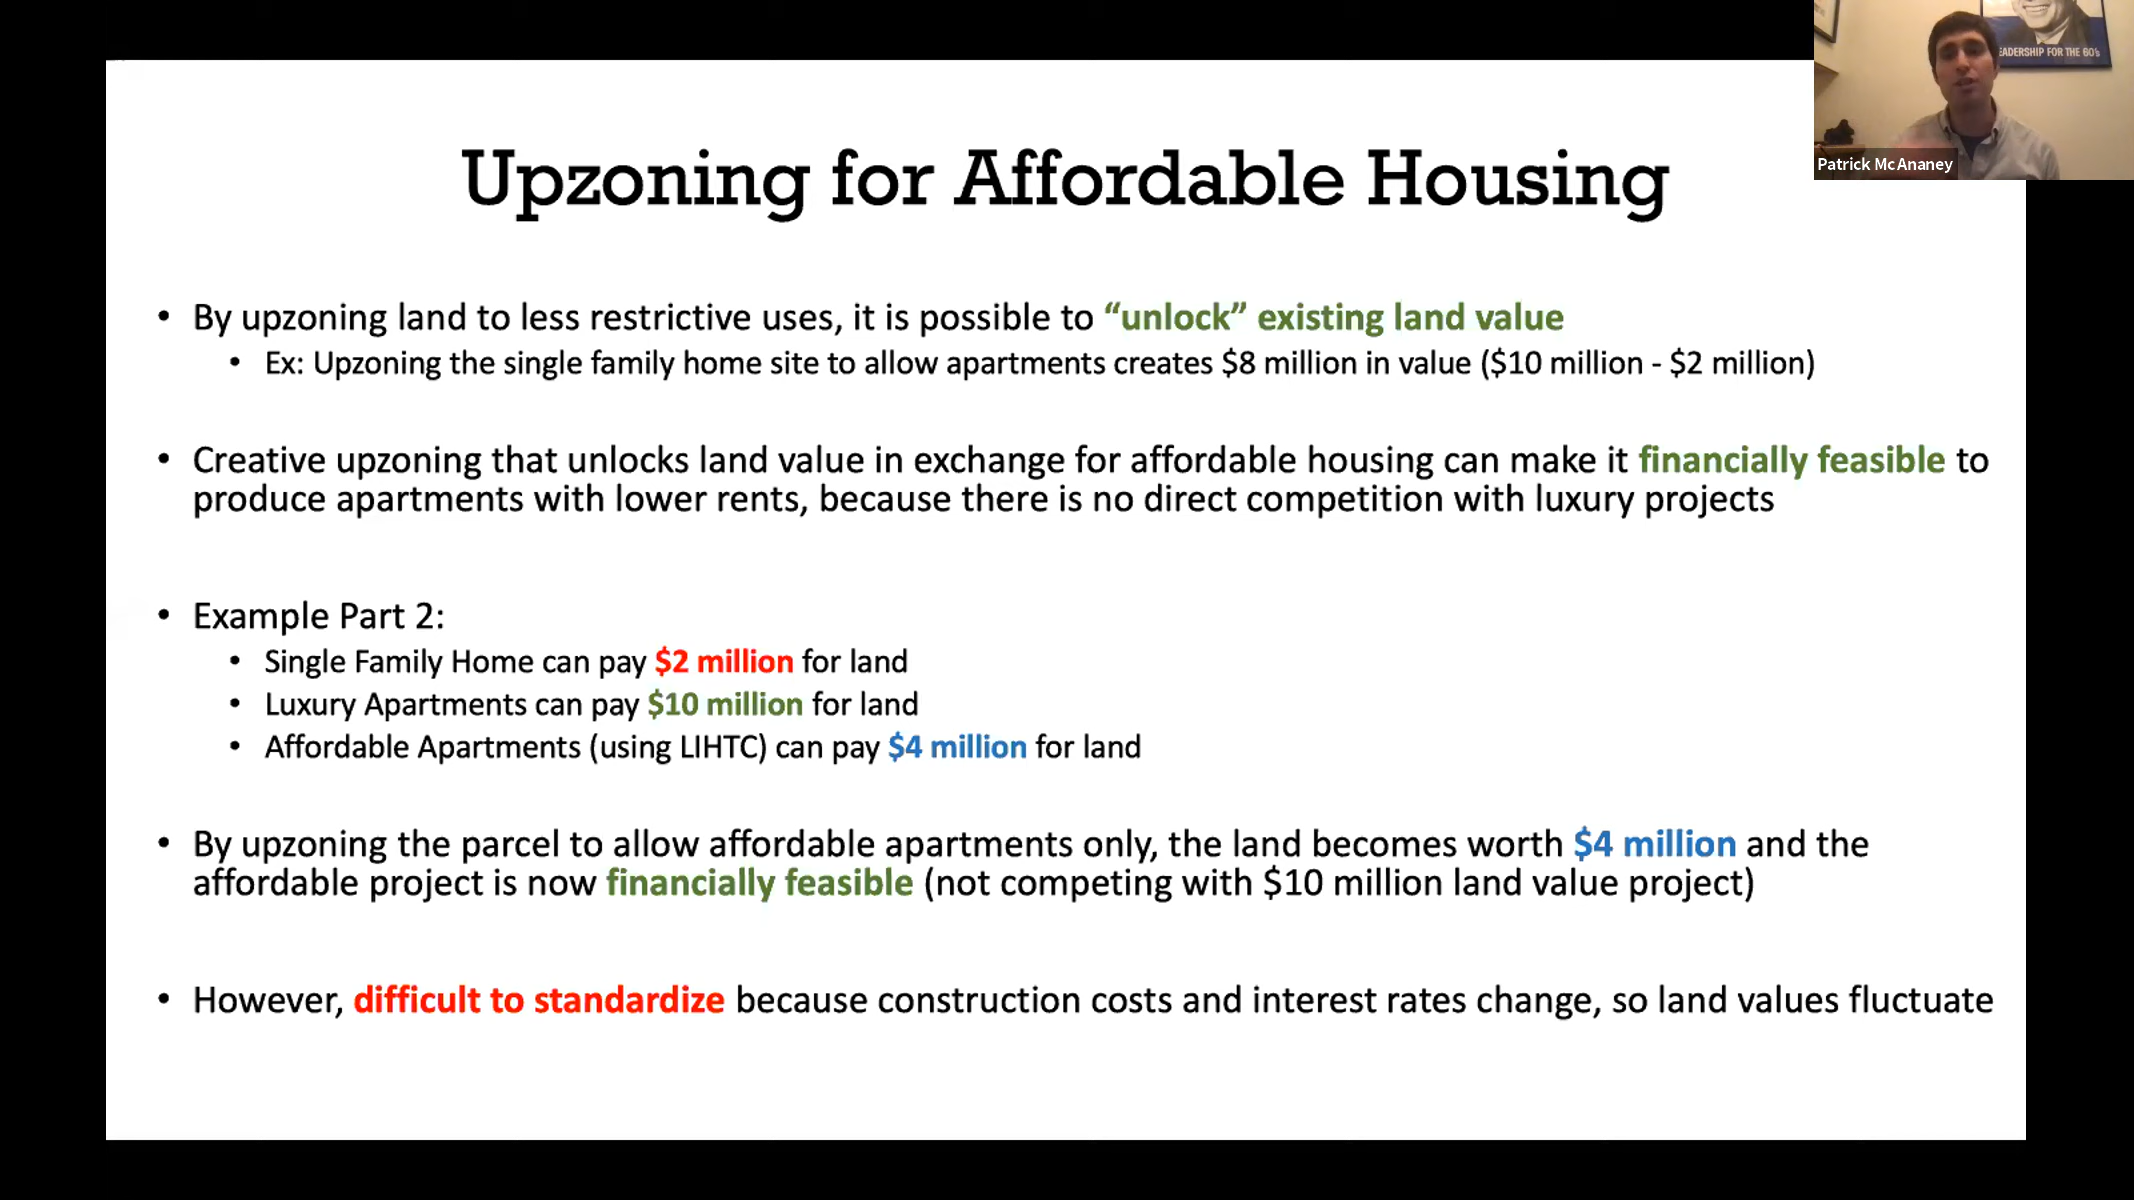 EADERSHIP FOR THE 60's
Patrick McAnaney
Upzoning for Affordable Housing
• By upzoning land to less restrictive uses, it is possible to “unlock” existing land value
• Ex: Upzoning the single family home site to allow apartments creates $8 million in value ($10 million - $2 million)
• Creative upzoning that unlocks land value in exchange for affordable housing can make it financially feasible to
produce apartments with lower rents, because there is no direct competition with luxury projects
• Example Part 2:
• Single Family Home can pay $2 million for land
• Luxury Apartments can pay $10 million for land
• Affordable Apartments (using LIHTC) can pay $4 million for land
• By upzoning the parcel to allow affordable apartments only, the land becomes worth $4 million and the
affordable project is now financially feasible (not competing with $10 million land value project)
• However, difficult to standardize because construction costs and interest rates change, so land values fluctuate